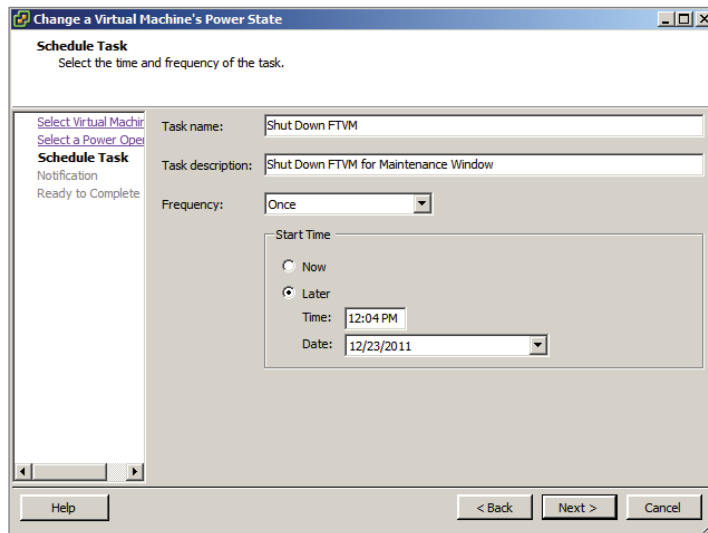 Change a Virtual Machine's Power State
Schedule Task
Select the time and frequency of the task.
Select Virtual Machin
Select a Power Oper
Schedule Task
Notification
Ready to Complete
Task name:
Shut Down FTVM
Task description:
Shut Down FTVM for Maintenance Window
Frequency:
Once
Start Time
Now
Later
Time:
12:04 PM
Date:
12/23/2011
Help
< Back
Next >
Cancel